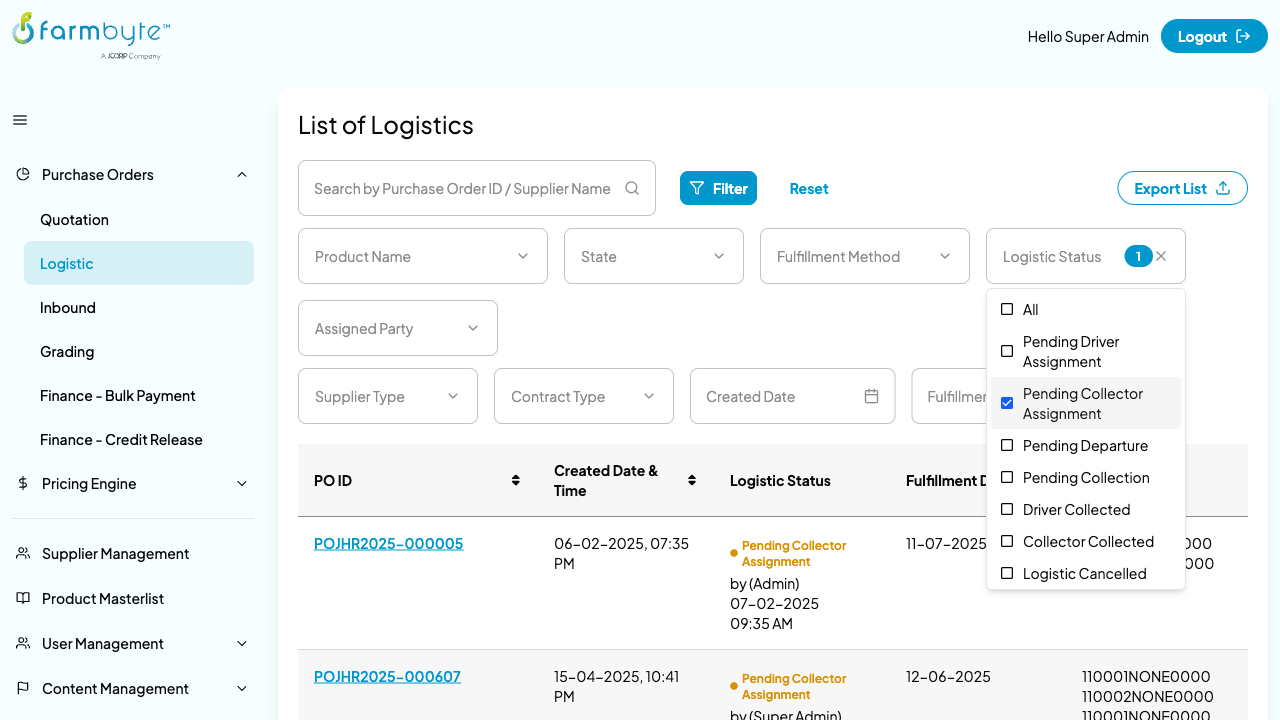 farmbyte™
A JCORP Company
Hello Super Admin
Logout
List of Logistics
Purchase Orders
Quotation
Logistic
Inbound
Grading
Finance - Bulk Payment
Finance - Credit Release
Pricing Engine
Supplier Management
Product Masterlist
User Management
Content Management
Search by Purchase Order ID / Supplier Name
Filter
Reset
Export List
Product Name
State
Fulfillment Method
Logistic Status
1
Assigned Party
All
Pending Driver
Assignment
Pending Collector
Assignment
Pending Departure
Pending Collection
Driver Collected
Collector Collected
Logistic Cancelled
Supplier Type
Contract Type
Created Date
PO ID
Created Date &
Time
Logistic Status
Fulfillment
POJHR2025-000005
06-02-2025, 07:35
PM
Pending Collector
Assignment
by (Admin)
07-02-2025
09:35 AM
11-07-2025
POJHR2025-000607
15-04-2025, 10:41
PM
Pending Collector
Assignment
by (Super Admin)
12-06-2025
110001NONE0000
110002NONE0000
110001NONE0000